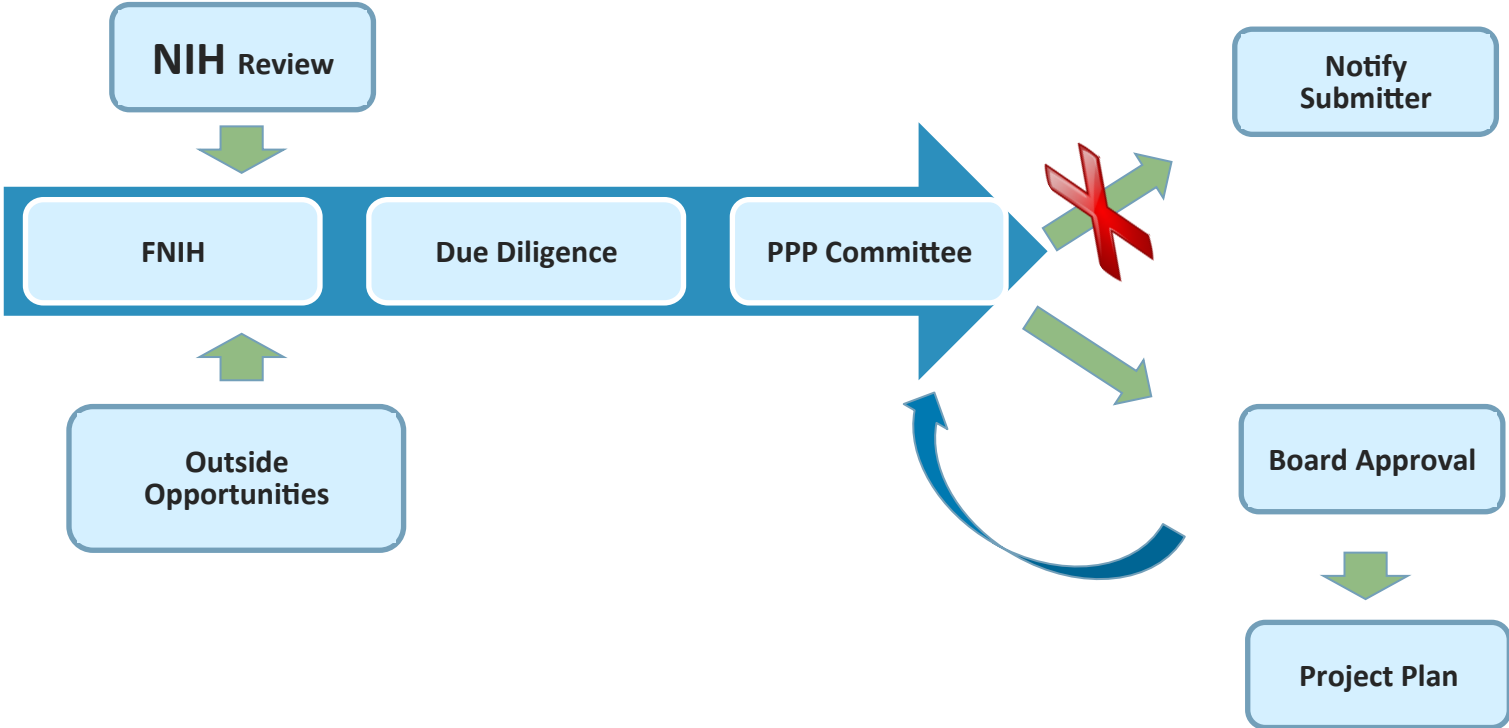 NIH Review
Notify
Submitter
FNIH
Due Diligence
PPP Committee
Outside
Opportunities
Board Approval
Project Plan